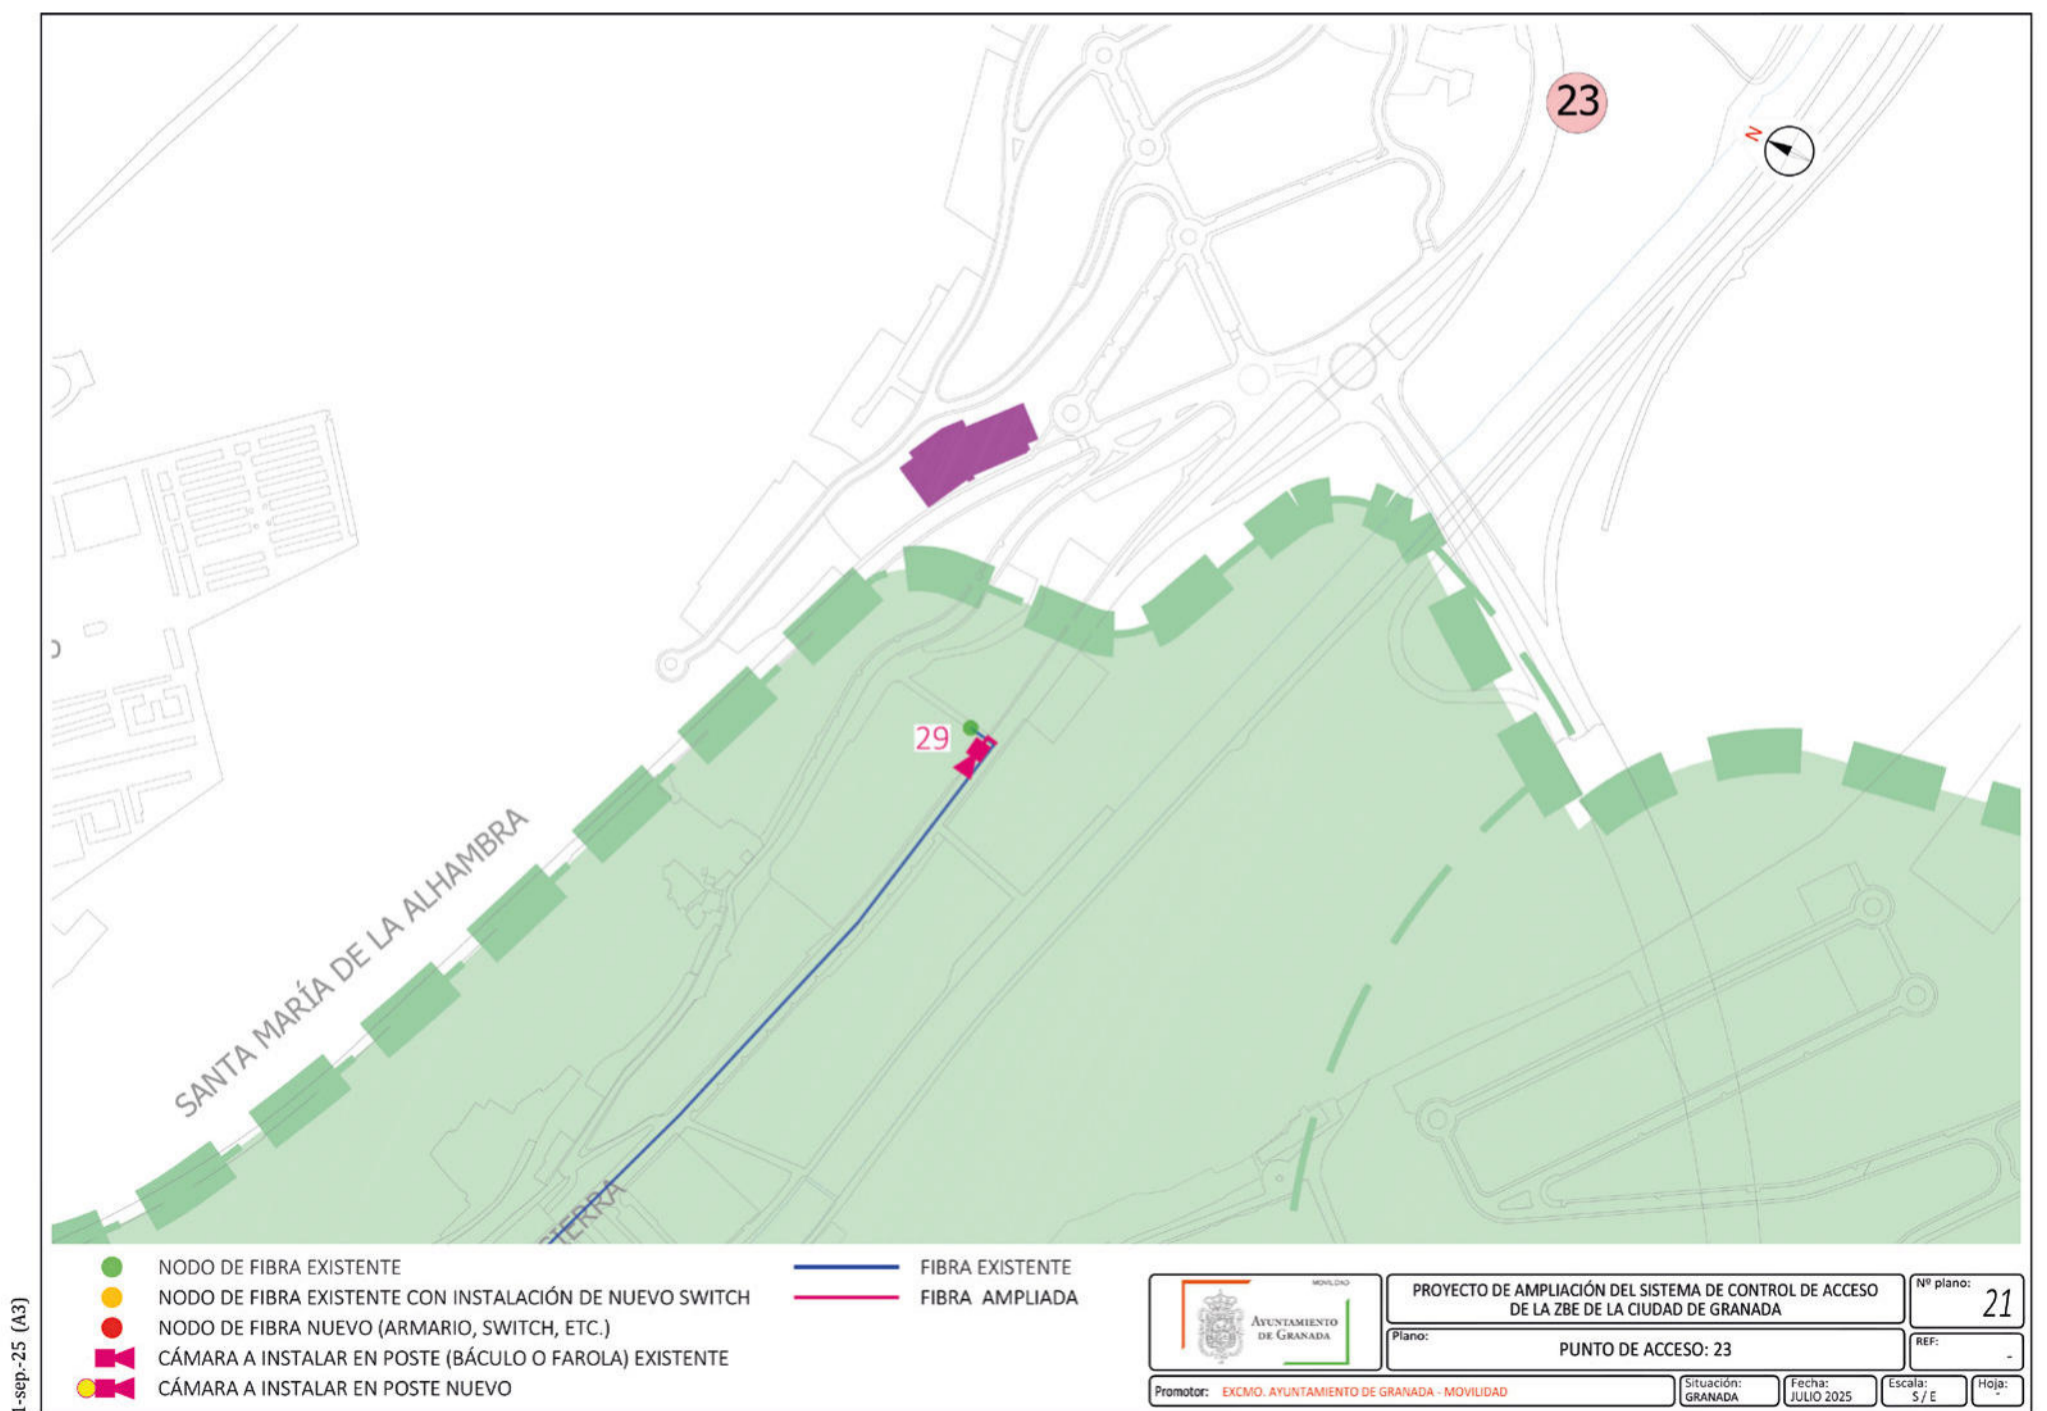 23
N
29
SANTA MARÍA DE LA ALHAMBRA
SIERRA
NODO DE FIBRA EXISTENTE
NODO DE FIBRA EXISTENTE CON INSTALACIÓN DE NUEVO SWITCH
NODO DE FIBRA NUEVO (ARMARIO, SWITCH, ETC.)
CÁMARA A INSTALAR EN POSTE (BÁCULO O FAROLA) EXISTENTE
CÁMARA A INSTALAR EN POSTE NUEVO
FIBRA EXISTENTE
FIBRA AMPLIADA
MOVILIDAD
AYUNTAMIENTO
DE GRANADA
PROYECTO DE AMPLIACIÓN DEL SISTEMA DE CONTROL DE ACCESO
DE LA ZBE DE LA CIUDAD DE GRANADA
Nº plano:
21
Plano:
PUNTO DE ACCESO: 23
REF:
-
Promotor: EXCMO. AYUNTAMIENTO DE GRANADA - MOVILIDAD
Situación:
GRANADA
Fecha:
JULIO 2025
Escala:
S / E
Hoja:
-
1-sep.-25 (A3)